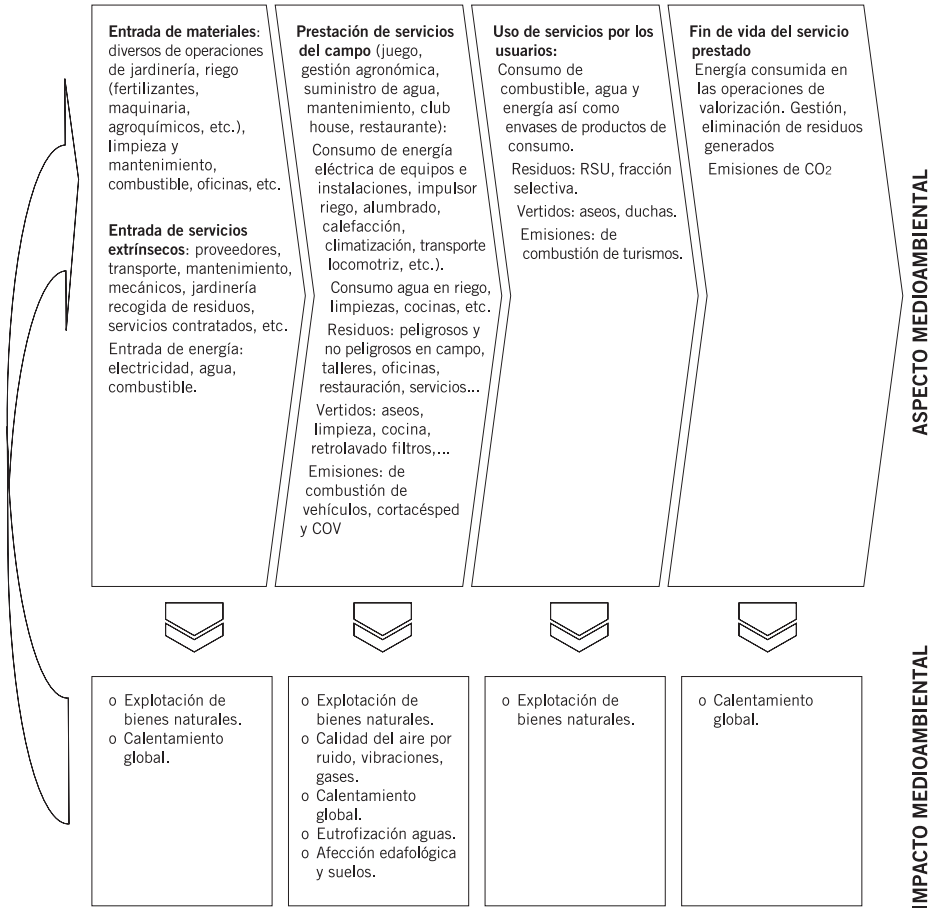 Entrada de materiales:
diversos de operaciones
de jardinería, riego
(fertilizantes,
maquinaria,
agroquímicos, etc.),
limpieza y
mantenimiento,
combustible, oficinas, etc.
Entrada de servicios
extrínsecos: proveedores,
transporte, mantenimiento,
mecánicos, jardinería
recogida de residuos,
servicios contratados, etc.
Entrada de energía:
electricidad, agua,
combustible.
Prestación de servicios
del campo (juego,
gestión agronómica,
suministro de agua,
mantenimiento, club
house, restaurante):
Consumo de energía
eléctrica de equipos e
instalaciones, impulsor
riego, alumbrado,
calefacción,
climatización, transporte
locomotriz, etc.).
Consumo agua en riego,
limpiezas, cocinas, etc.
Residuos: peligrosos y
no peligrosos en campo,
talleres, oficinas,
restauración, servicios...
Vertidos: aseos,
limpieza, cocina,
retrolavado filtros,...
Emisiones: de
combustión de
vehículos, cortacésped
y COV
Uso de servicios por los
usuarios:
Consumo de
combustible, agua y
energía así como
envases de productos de
consumo.
Residuos: RSU, fracción
selectiva.
Vertidos: aseos, duchas.
Emisiones: de
combustión de turismos.
Fin de vida del servicio
prestado
Energía consumida en
las operaciones de
valorización. Gestión,
eliminación de residuos
generados
Emisiones de CO2
ASPECTO MEDIOAMBIENTAL
o Explotación de
bienes naturales.
o Calentamiento
global.
o Explotación de
bienes naturales.
o Calidad del aire por
ruido, vibraciones,
gases.
o Calentamiento
global.
o Eutrofización aguas.
o Afección edafológica
y suelos.
o Explotación de
bienes naturales.
o Calentamiento
global.
IMPACTO MEDIOAMBIENTAL